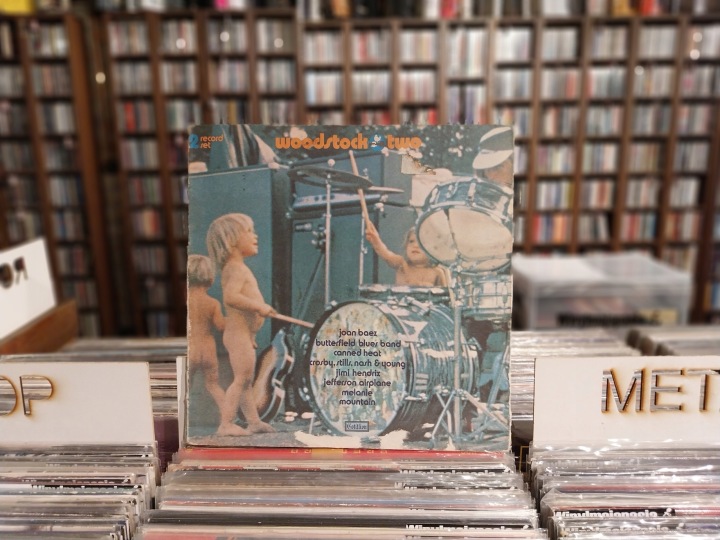 2 record
set
woodstock two
joan baez
butterfield blues band
canned heat
crosby, stills, nash & young
jimi hendrix
jefferson airplane
melanie
mountain
Cotillion
OP
MET